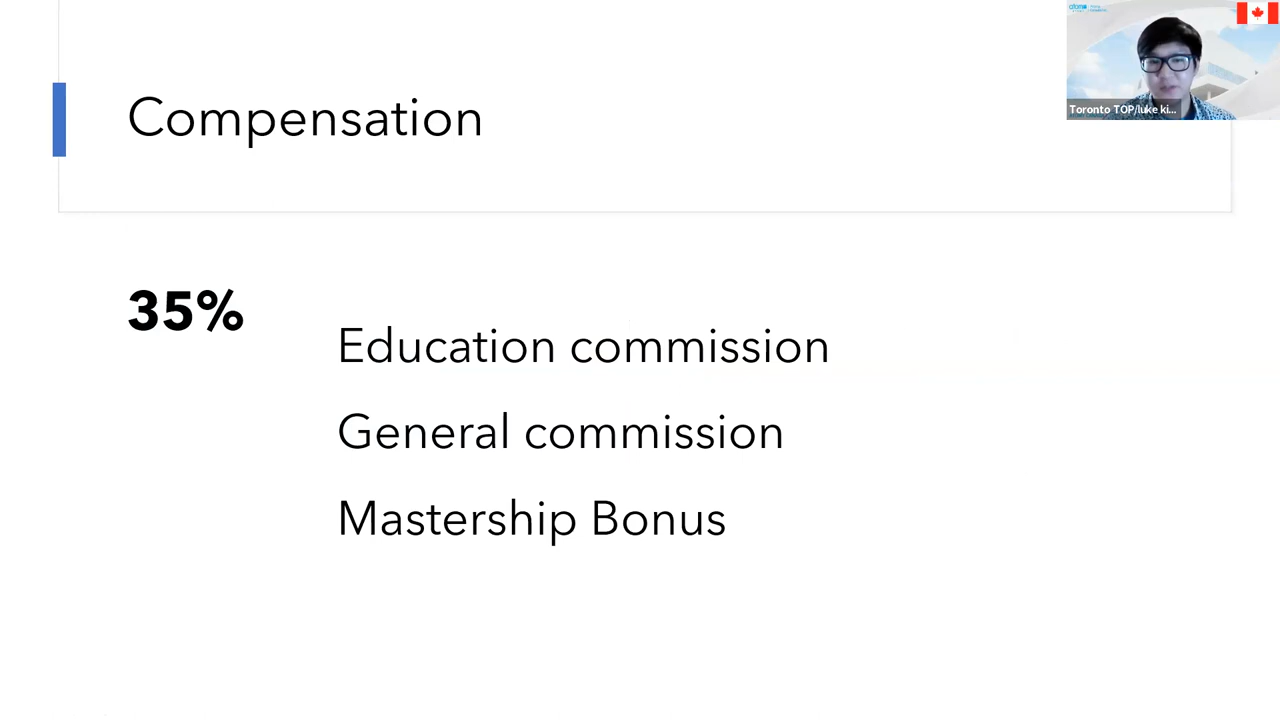 Compensation
Toronto TOP/luke ki...
35%
Education commission
General commission
Mastership Bonus